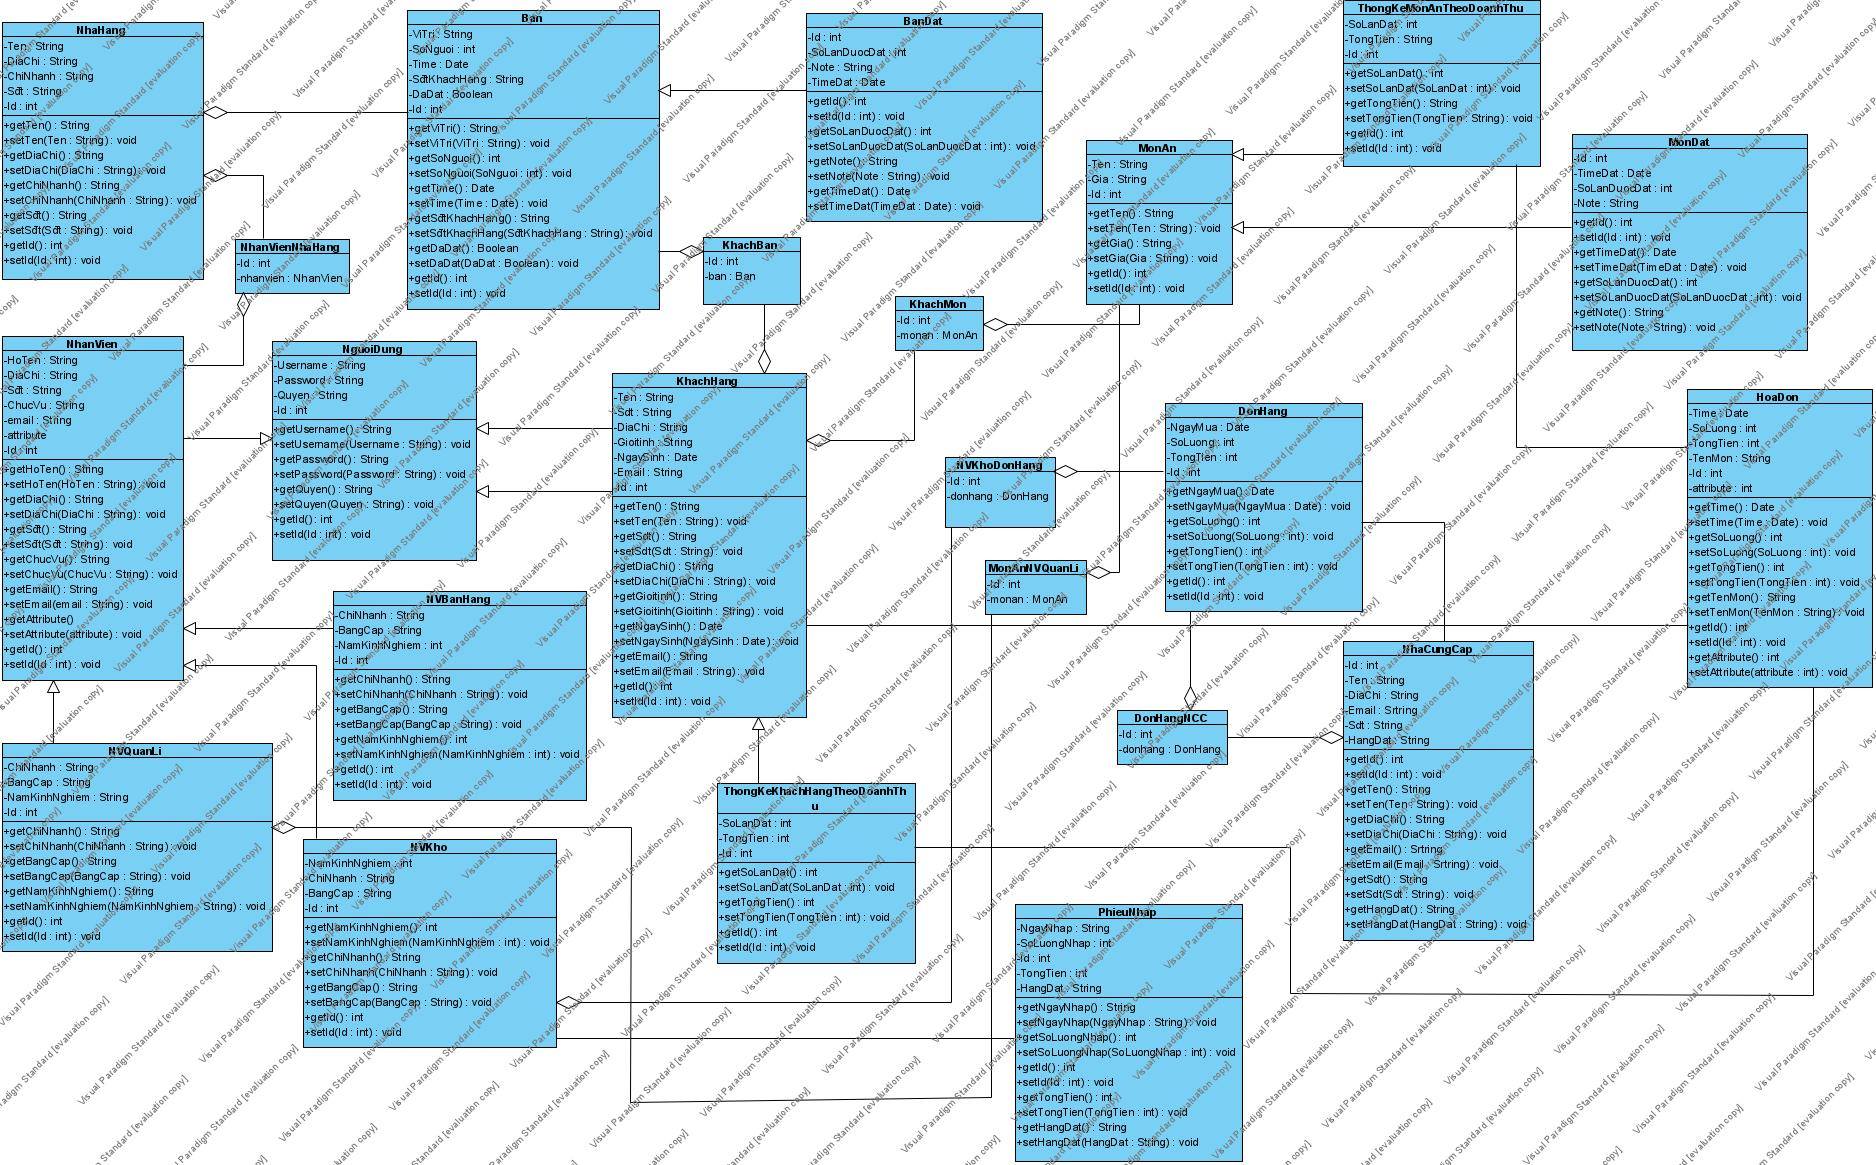 NhaHang
-Ten : String
-DiaChi : String
-ChiNhanh : String
-Sđt : String
-Id : int
+getTen() : String
+setTen(Ten : String) : void
+getDiaChi() : String
+setDiaChi(DiaChi : String) : void
+getChiNhanh() : String
+setChiNhanh(ChiNhanh : String) : void
+getSđt() : String
+setSđt(Sđt : String) : void
+getId() : int
+setId(Id : int) : void
Ban
-ViTri : String
-SoNguoi : int
-Time : Date
-SđtKhachHang : String
-DaDat : Boolean
-Id : int
+getViTri() : String
+setViTri(ViTri : String) : void
+getSoNguoi() : int
+setSoNguoi(SoNguoi : int) : void
+getTime() : Date
+setTime(Time : Date) : void
+getSđtKhachHang() : String
+setSđtKhachHang(SđtKhachHang : String) : void
+getDaDat() : Boolean
+setDaDat(DaDat : Boolean) : void
+getId() : int
+setId(Id : int) : void
BanDat
-Id : int
-SoLanDuocDat : int
-Note : String
-TimeDat : Date
+getId() : int
+setId(Id : int) : void
+getSoLanDuocDat() : int
+setSoLanDuocDat(SoLanDuocDat : int) : void
+getNote() : String
+setNote(Note : String) : void
+getTimeDat() : Date
+setTimeDat(TimeDat : Date) : void
ThongKeMonAnTheoDoanhThu
-SoLanDat : int
-TongTien : String
-Id : int
+getSoLanDat() : int
+setSoLanDat(SoLanDat : int) : void
+getTongTien() : String
+setTongTien(TongTien : String) : void
+getId() : int
+setId(Id : int) : void
MonAn
-Ten : String
-Gia : String
-Id : int
+getTen() : String
+setTen(Ten : String) : void
+getGia() : String
+setGia(Gia : String) : void
+getId() : int
+setId(Id : int) : void
MonDat
-Id : int
-TimeDat : Date
-SoLanDuocDat : int
-Note : String
+getId() : int
+setId(Id : int) : void
+getTimeDat() : Date
+setTimeDat(TimeDat : Date) : void
+getSoLanDuocDat() : int
+setSoLanDuocDat(SoLanDuocDat : int) : void
+getNote() : String
+setNote(Note : String) : void
NhanVienNhaHang
-Id : int
-nhanvien : NhanVien
KhachBan
-Id : int
-ban : Ban
KhachMon
-Id : int
-monan : MonAn
NhanVien
-HoTen : String
-DiaChi : String
-Sđt : String
-ChucVu : String
-email : String
-attribute
-Id : int
+getHoTen() : String
+setHoTen(HoTen : String) : void
+getDiaChi() : String
+setDiaChi(DiaChi : String) : void
+getSđt() : String
+setSđt(Sđt : String) : void
+getChucVu() : String
+setChucVu(ChucVu : String) : void
+getEmail() : String
+setEmail(email : String) : void
+getAttribute()
+setAttribute(attribute) : void
+getId() : int
+setId(Id : int) : void
NguoiDung
-Username : String
-Password : String
-Quyen : String
-Id : int
+getUsername() : String
+setUsername(Username : String) : void
+getPassword() : String
+setPassword(Password : String) : void
+getQuyen() : String
+setQuyen(Quyen : String) : void
+getId() : int
+setId(Id : int) : void
KhachHang
-Ten : String
-Sdt : String
-DiaChi : String
-Gioitinh : String
-NgaySinh : Date
-Email : String
-Id : int
+getTen() : String
+setTen(Ten : String) : void
+getSdt() : String
+setSdt(Sdt : String) : void
+getDiaChi() : String
+setDiaChi(DiaChi : String) : void
+getGioitinh() : String
+setGioitinh(Gioitinh : String) : void
+getNgaySinh() : Date
+setNgaySinh(NgaySinh : Date) : void
+getEmail() : String
+setEmail(Email : String) : void
+getId() : int
+setId(Id : int) : void
DonHang
-NgayMua : Date
-SoLuong : int
-TongTien : int
-Id : int
+getNgayMua() : Date
+setNgayMua(NgayMua : Date) : void
+getSoLuong() : int
+setSoLuong(SoLuong : int) : void
+getTongTien() : int
+setTongTien(TongTien : int) : void
+getId() : int
+setId(Id : int) : void
HoaDon
-Time : Date
-SoLuong : int
-TongTien : int
-TenMon : String
-Id : int
-attribute : int
+getTime() : Date
+setTime(Time : Date) : void
+getSoLuong() : int
+setSoLuong(SoLuong : int) : void
+getTongTien() : int
+setTongTien(TongTien : int) : void
+getTenMon() : String
+setTenMon(TenMon : String) : void
+getId() : int
+setId(Id : int) : void
+getAttribute() : int
+setAttribute(attribute : int) : void
NVKhoDonHang
-Id : int
-donhang : DonHang
MonAnNVQuanLi
-Id : int
-monan : MonAn
NVBanHang
-ChiNhanh : String
-BangCap : String
-NamKinhNghiem : int
-Id : int
+getChiNhanh() : String
+setChiNhanh(ChiNhanh : String) : void
+getBangCap() : String
+setBangCap(BangCap : String) : void
+getNamKinhNghiem() : int
+setNamKinhNghiem(NamKinhNghiem : int) : void
+getId() : int
+setId(Id : int) : void
NhaCungCap
-Id : int
-Ten : String
-DiaChi : String
-Email : Srtring
-Sdt : String
-HangDat : String
+getId() : int
+setId(Id : int) : void
+getTen() : String
+setTen(Ten : String) : void
+getDiaChi() : String
+setDiaChi(DiaChi : String) : void
+getEmail() : Srtring
+setEmail(Email : Srtring) : void
+getSdt() : String
+setSdt(Sdt : String) : void
+getHangDat() : String
+setHangDat(HangDat : String) : void
DonHangNCC
-Id : int
-donhang : DonHang
NVQuanLi
-ChiNhanh : String
-BangCap : String
-NamKinhNghiem : String
-Id : int
+getChiNhanh() : String
+setChiNhanh(ChiNhanh : String) : void
+getBangCap() : String
+setBangCap(BangCap : String) : void
+getNamKinhNghiem() : String
+setNamKinhNghiem(NamKinhNghiem : String) : void
+getId() : int
+setId(Id : int) : void
NVKho
-NamKinhNghiem : int
-ChiNhanh : String
-BangCap : String
-Id : int
+getNamKinhNghiem() : int
+setNamKinhNghiem(NamKinhNghiem : int) : void
+getChiNhanh() : String
+setChiNhanh(ChiNhanh : String) : void
+getBangCap() : String
+setBangCap(BangCap : String) : void
+getId() : int
+setId(Id : int) : void
ThongKeKhachHangTheoDoanhTh
u
-SoLanDat : int
-TongTien : int
-Id : int
+getSoLanDat() : int
+setSoLanDat(SoLanDat : int) : void
+getTongTien() : int
+setTongTien(TongTien : int) : void
+getId() : int
+setId(Id : int) : void
PhieuNhap
-NgayNhap : String
-SoLuongNhap : int
-Id : int
-TongTien : int
-HangDat : String
+getNgayNhap() : String
+setNgayNhap(NgayNhap : String) : void
+getSoLuongNhap() : int
+setSoLuongNhap(SoLuongNhap : int) : void
+getId() : int
+setId(Id : int) : void
+getTongTien() : int
+setTongTien(TongTien : int) : void
+getHangDat() : String
+setHangDat(HangDat : String) : void
Visual Paradigm Standard [evaluation copy]